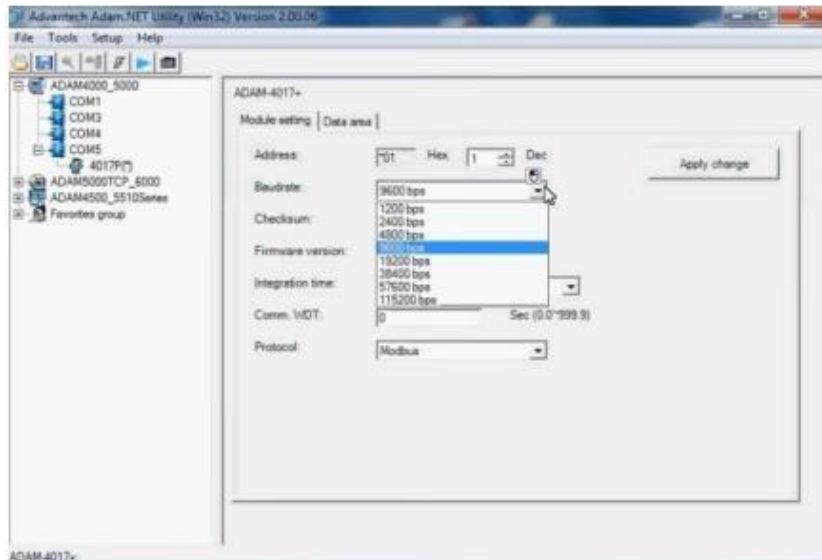 Advantech Adam.NET Utility (Win32) Version 2.00.06
File Tools Setup Help
ADAM4000_5000
COM1
COM3
COM4
COM5
4017P(*)
ADAM5000TCP_6000
ADAM4500_5510Series
Favorites group
ADAM-4017+
Module setting Data area
Address: *01 Hex 1 Dec
Apply change
Baudrate: 9600 bps
1200 bps
2400 bps
Checksum:
4800 bps
9600 bps
Firmware version:
19200 bps
38400 bps
Integration time:
57600 bps
115200 bps
Comm. WDT: 0 Sec (0.0~999.9)
Protocol: Modbus
ADAM-4017+